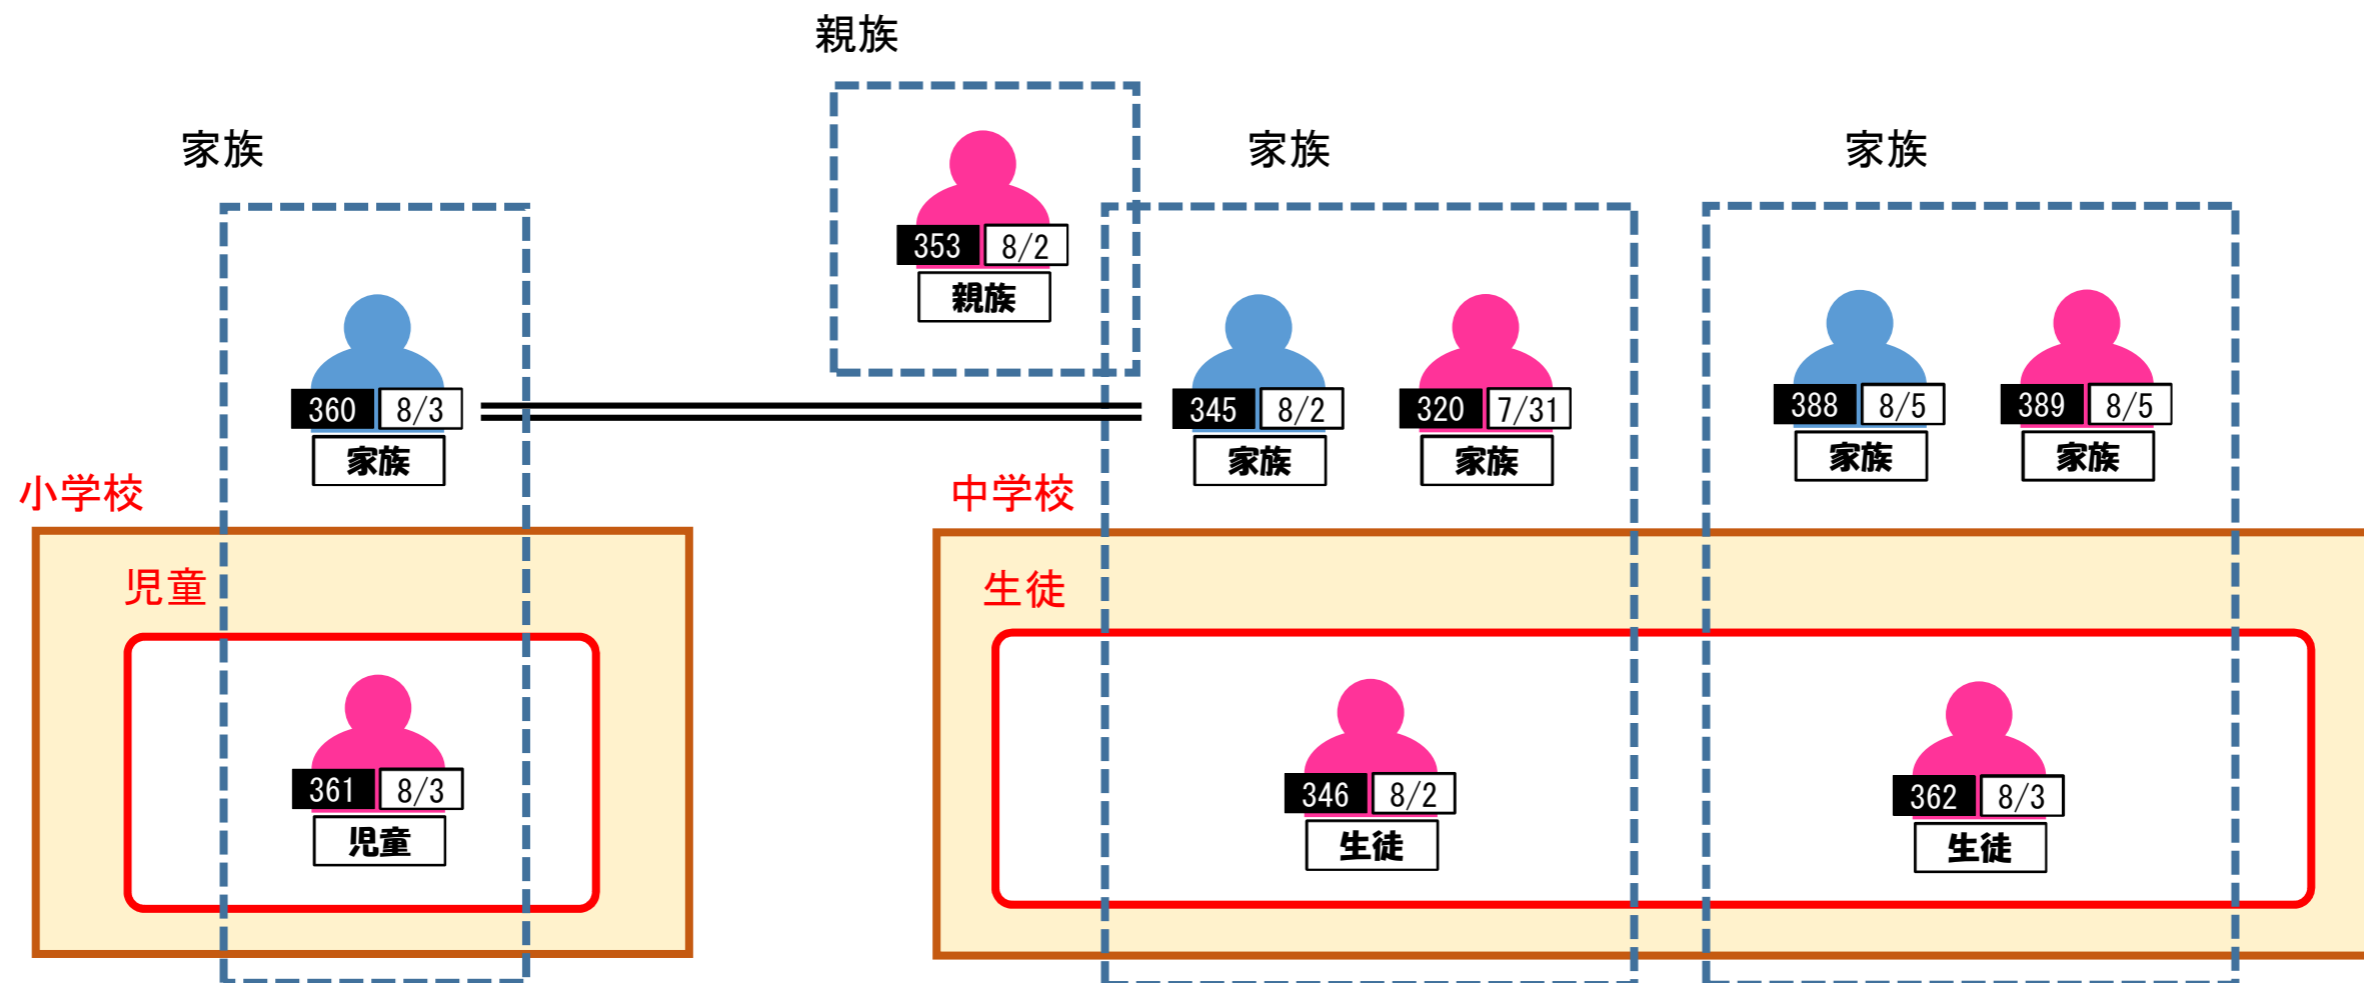 親族
家族
家族
家族
353 8/2
親族
360 8/3
家族
345 8/2
家族
320 7/31
家族
388 8/5
家族
389 8/5
家族
小学校
中学校
児童
生徒
361 8/3
児童
346 8/2
生徒
362 8/3
生徒